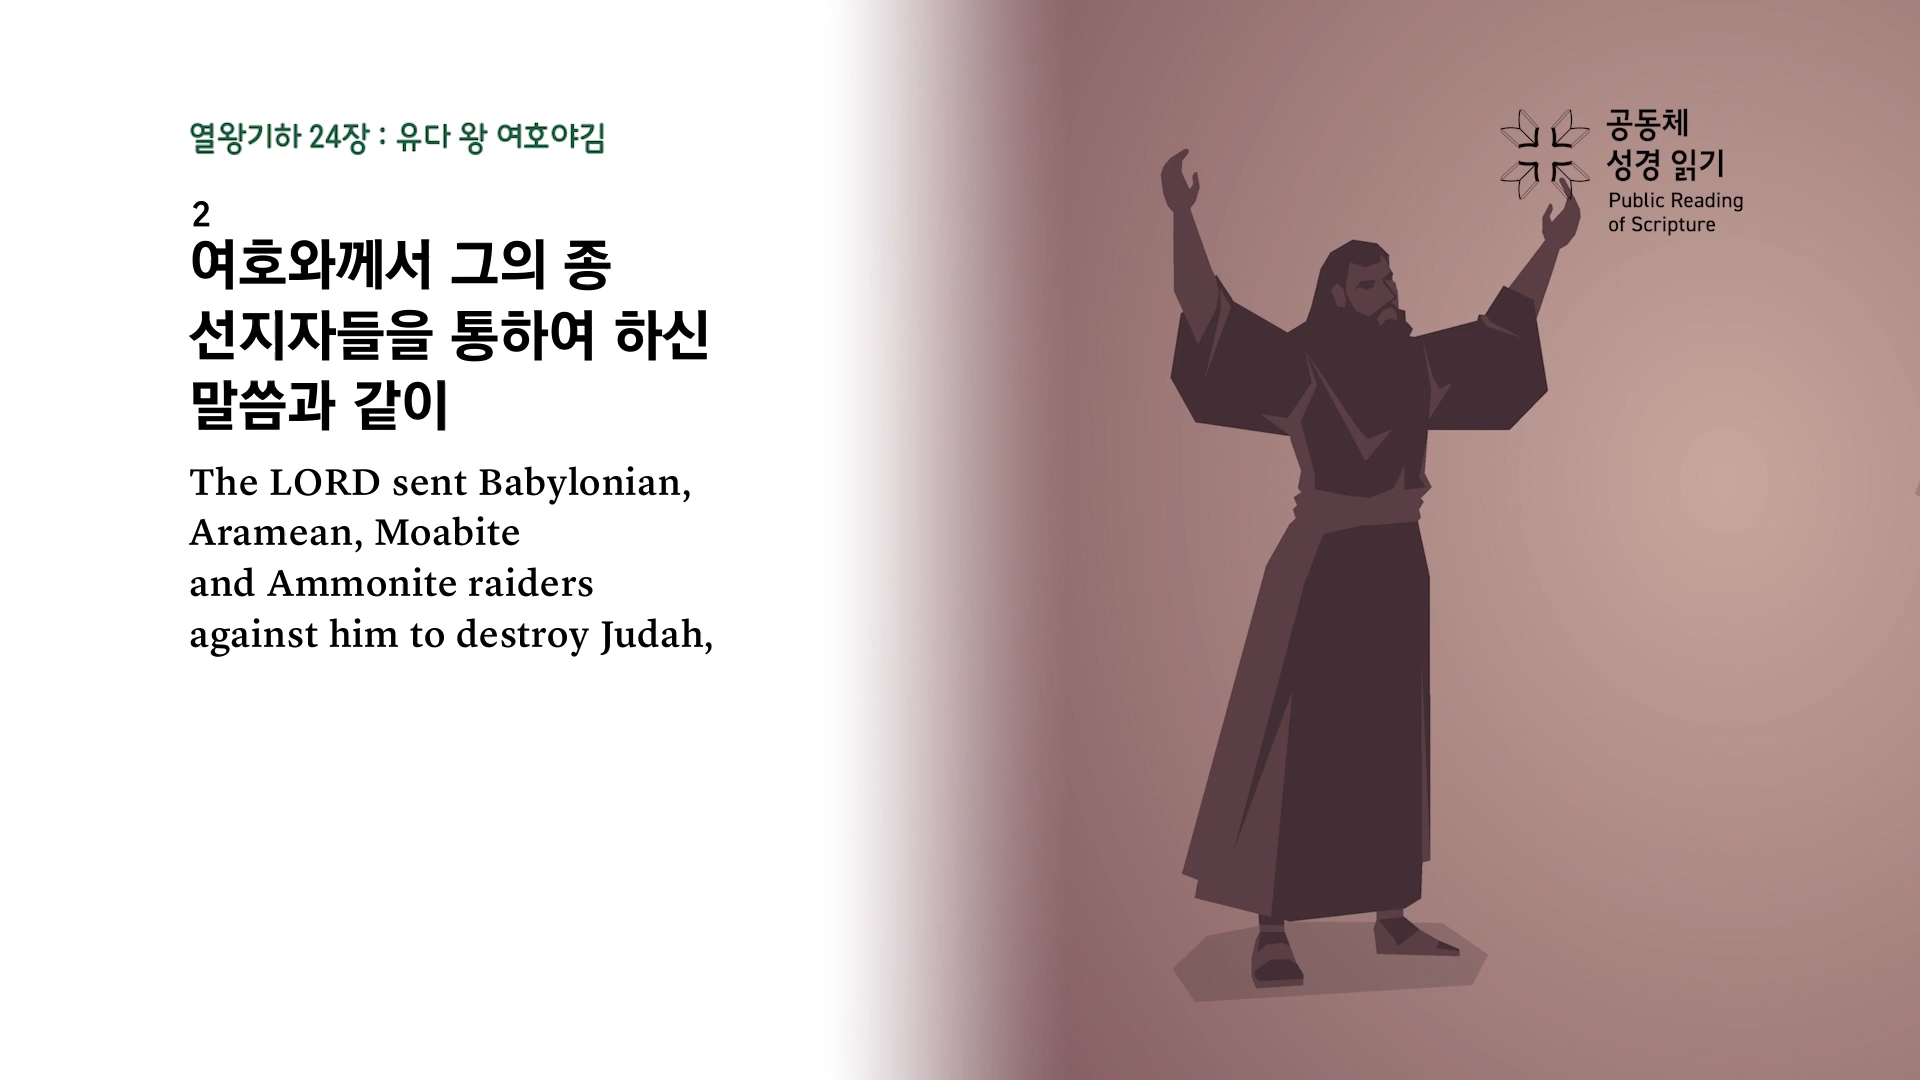 열왕기하 24장 : 유다 왕 여호야김
2
여호와께서 그의 종
선지자들을 통하여 하신
말씀과 같이
The LORD sent Babylonian,
Aramean, Moabite
and Ammonite raiders
against him to destroy Judah,
공동체
성경 읽기
Public Reading
of Scripture